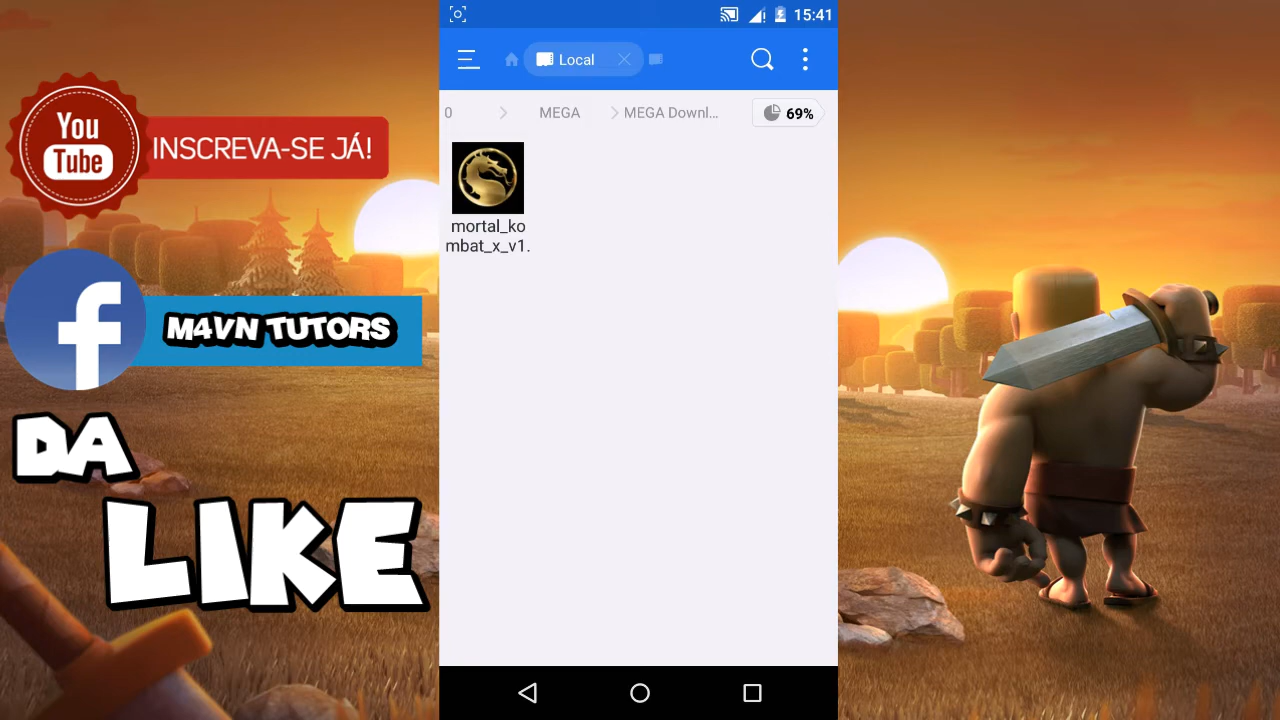 You
Tube
INSCREVA-SE JÁ!
M4VN TUTORS
DA
LIKE
15:41
Local
0
MEGA
MEGA Downl...
69%
mortal_ko
mbat_x_v1.